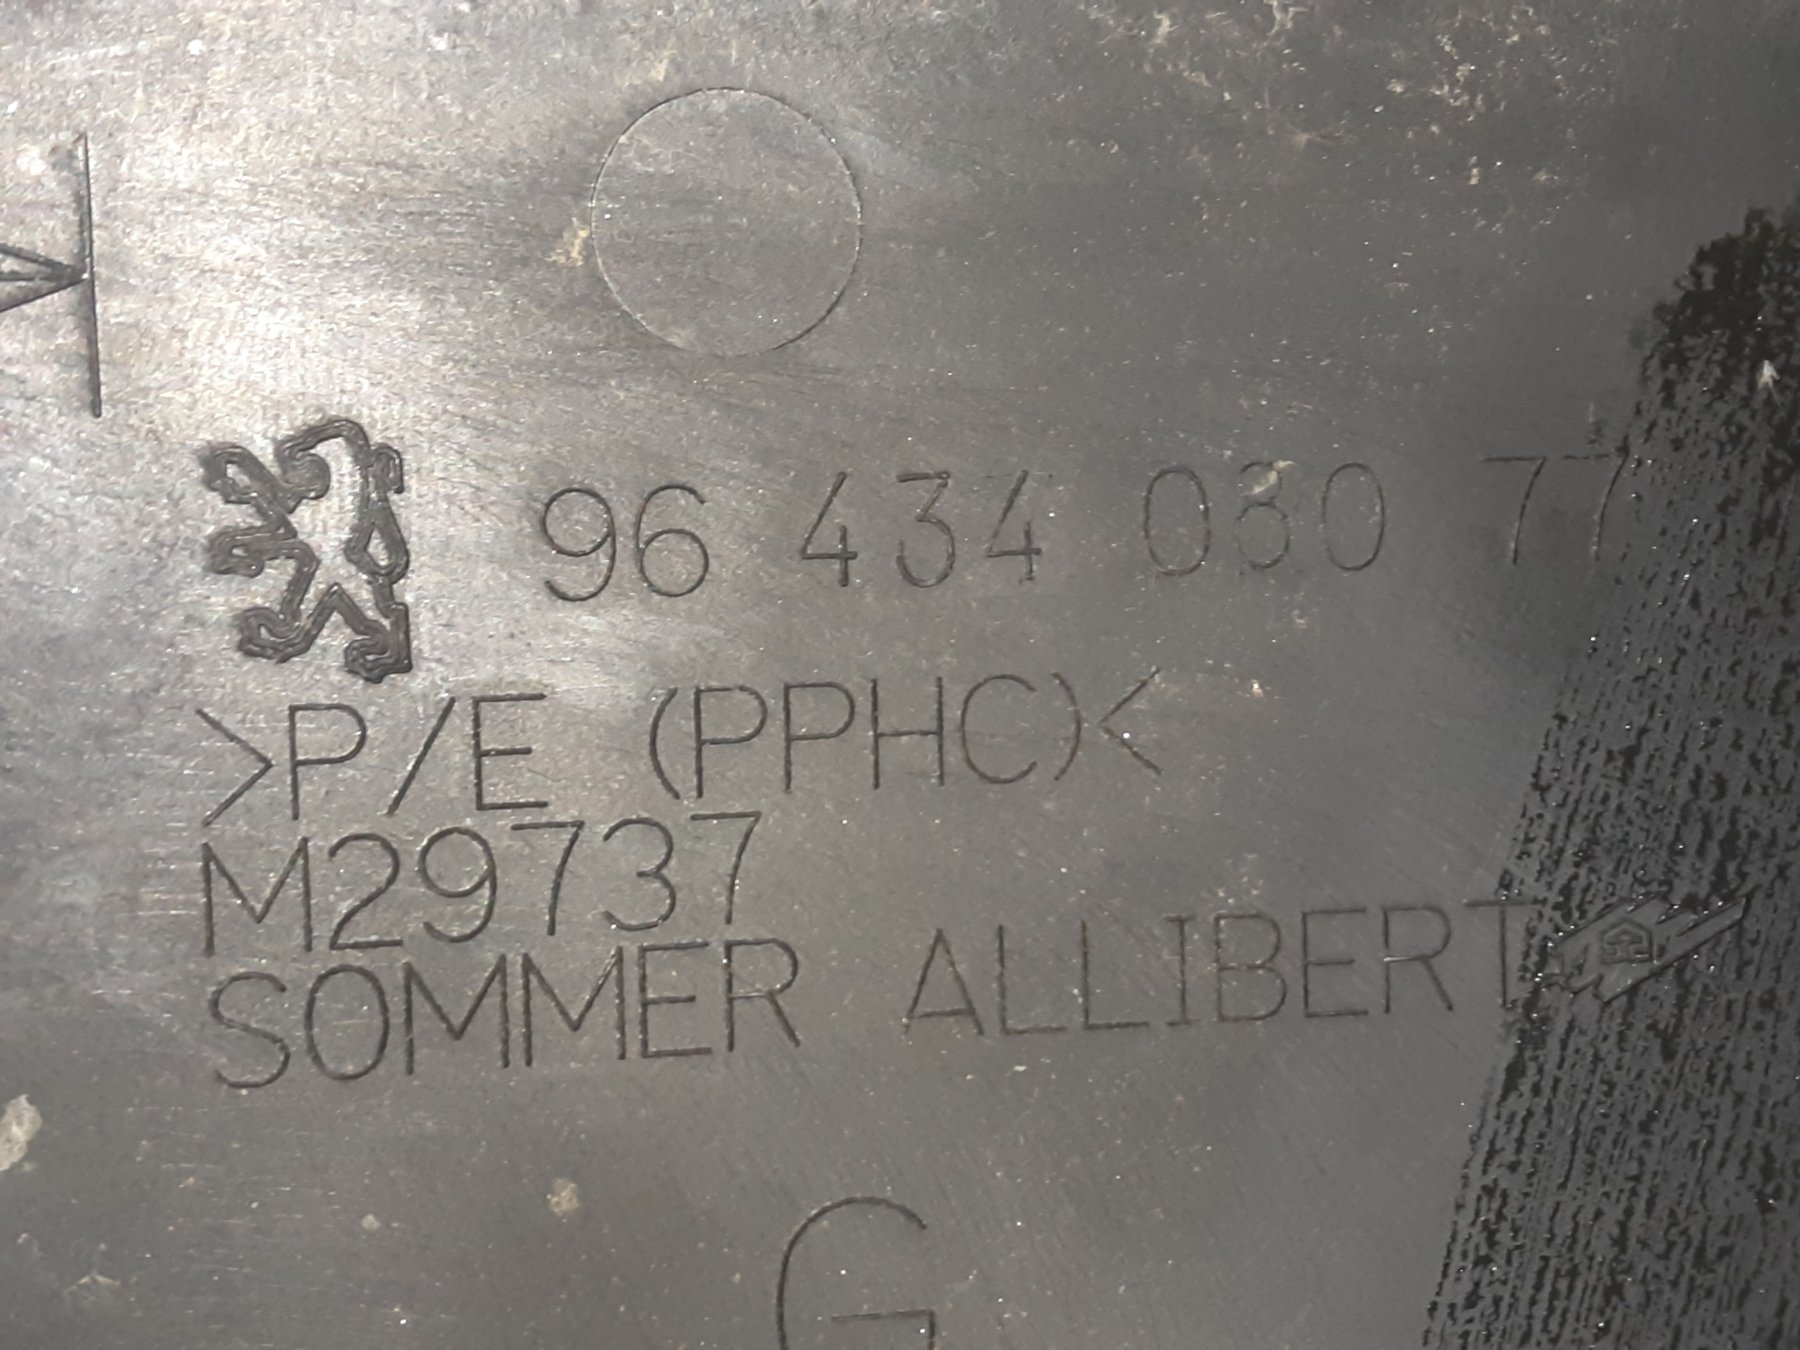 96 434 080 77
>P/E (PPHC)<
M29737
SOMMER ALLIBERT
G